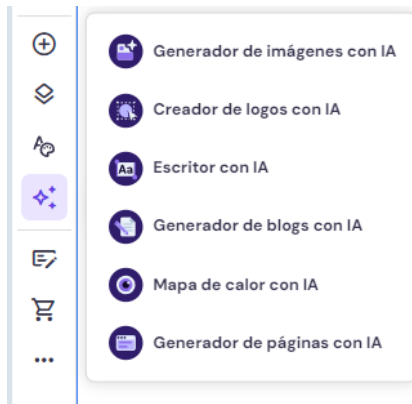 Generador de imágenes con IA
Creador de logos con IA
Aa
Escritor con IA
Generador de blogs con IA
Mapa de calor con IA
Generador de páginas con IA